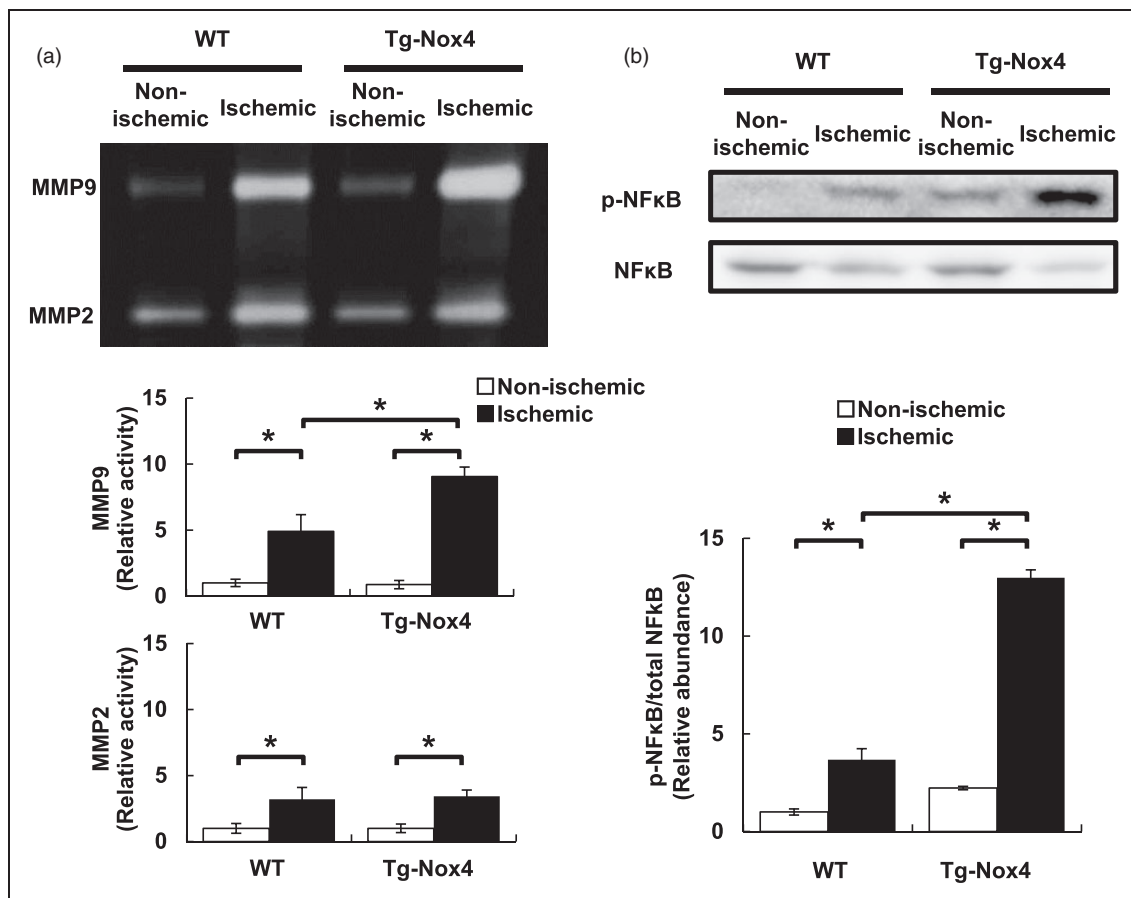 (a)
WT
Tg-Nox4
Non-
ischemic
Ischemic
Non-
ischemic
Ischemic
MMP9
MMP2
Non-ischemic
Ischemic
MMP9
(Relative activity)
15
10
5
0
*
*
*
WT
Tg-Nox4
MMP2
(Relative activity)
15
10
5
0
*
*
WT
Tg-Nox4
(b)
WT
Tg-Nox4
Non-
ischemic
Ischemic
Non-
ischemic
Ischemic
p-NFκB
NFκB
Non-ischemic
Ischemic
p-NFκB/total NFkB
(Relative abundance)
15
10
5
0
*
*
*
WT
Tg-Nox4